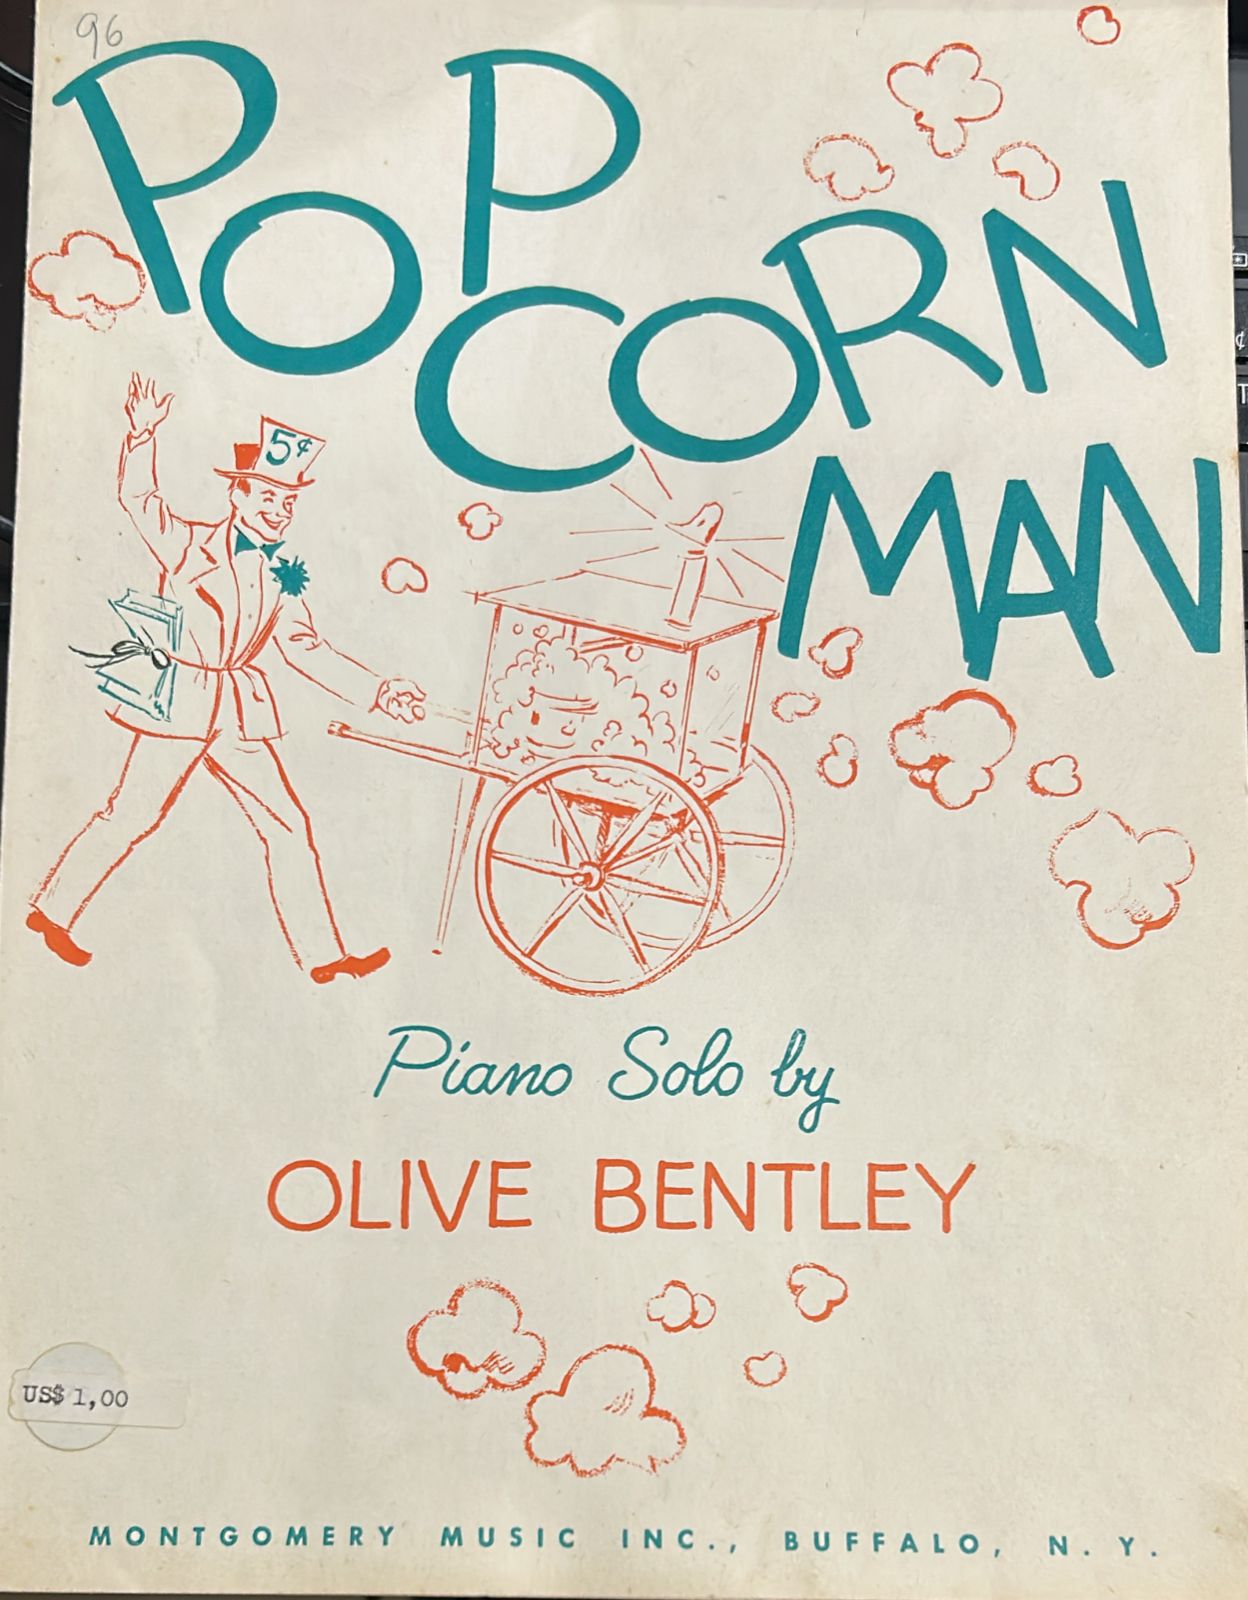 96
POP
CORN
MAN
5¢
Piano Solo by
OLIVE BENTLEY
US$ 1,00
MONTGOMERY MUSIC INC., BUFFALO, N. Y.